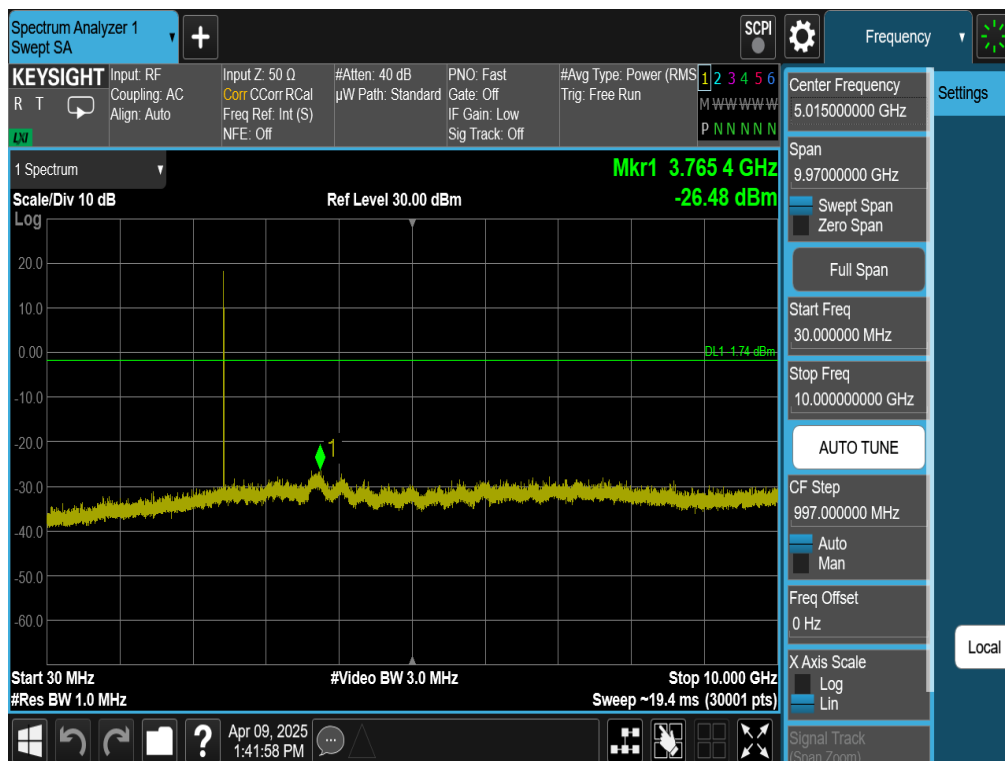 Spectrum Analyzer 1
Swept SA
+
SCPI
Frequency
KEYSIGHT
R T
LXI
Input: RF
Coupling: AC
Align: Auto
Input Z: 50 Ω
Corr CCorr RCal
Freq Ref: Int (S)
NFE: Off
#Atten: 40 dB
µW Path: Standard
PNO: Fast
Gate: Off
IF Gain: Low
Sig Track: Off
#Avg Type: Power (RMS
Trig: Free Run
1 2 3 4 5 6
M W W W W W
P N N N N N
1 Spectrum
Mkr1 3.765 4 GHz
-26.48 dBm
Scale/Div 10 dB
Ref Level 30.00 dBm
Log
20.0
10.0
0.00
DL1 -1.74 dBm
-10.0
-20.0
1
-30.0
-40.0
-50.0
-60.0
Start 30 MHz
#Video BW 3.0 MHz
Stop 10.000 GHz
#Res BW 1.0 MHz
Sweep ~19.4 ms (30001 pts)
Center Frequency
5.015000000 GHz
Settings
Span
9.97000000 GHz
Swept Span
Zero Span
Full Span
Start Freq
30.000000 MHz
Stop Freq
10.000000000 GHz
AUTO TUNE
CF Step
997.000000 MHz
Auto
Man
Freq Offset
0 Hz
Local
X Axis Scale
Log
Lin
Signal Track
(Span Zoom)
?
Apr 09, 2025
1:41:58 PM